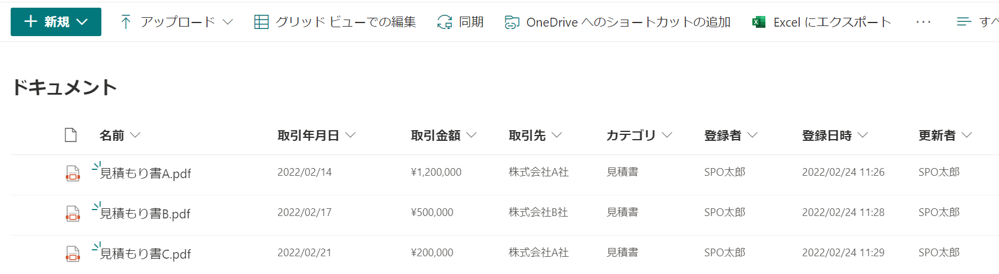 新規 アップロード グリッド ビューでの編集 同期 OneDrive へのショートカットの追加 Excel にエクスポート ··· すべ
ドキュメント
名前 取引年月日 取引金額 取引先 カテゴリ 登録者 登録日時 更新者
見積もり書A.pdf 2022/02/14 ¥1,200,000 株式会社A社 見積書 SPO太郎 2022/02/24 11:26 SPO太郎
見積もり書B.pdf 2022/02/17 ¥500,000 株式会社B社 見積書 SPO太郎 2022/02/24 11:28 SPO太郎
見積もり書C.pdf 2022/02/21 ¥200,000 株式会社A社 見積書 SPO太郎 2022/02/24 11:29 SPO太郎